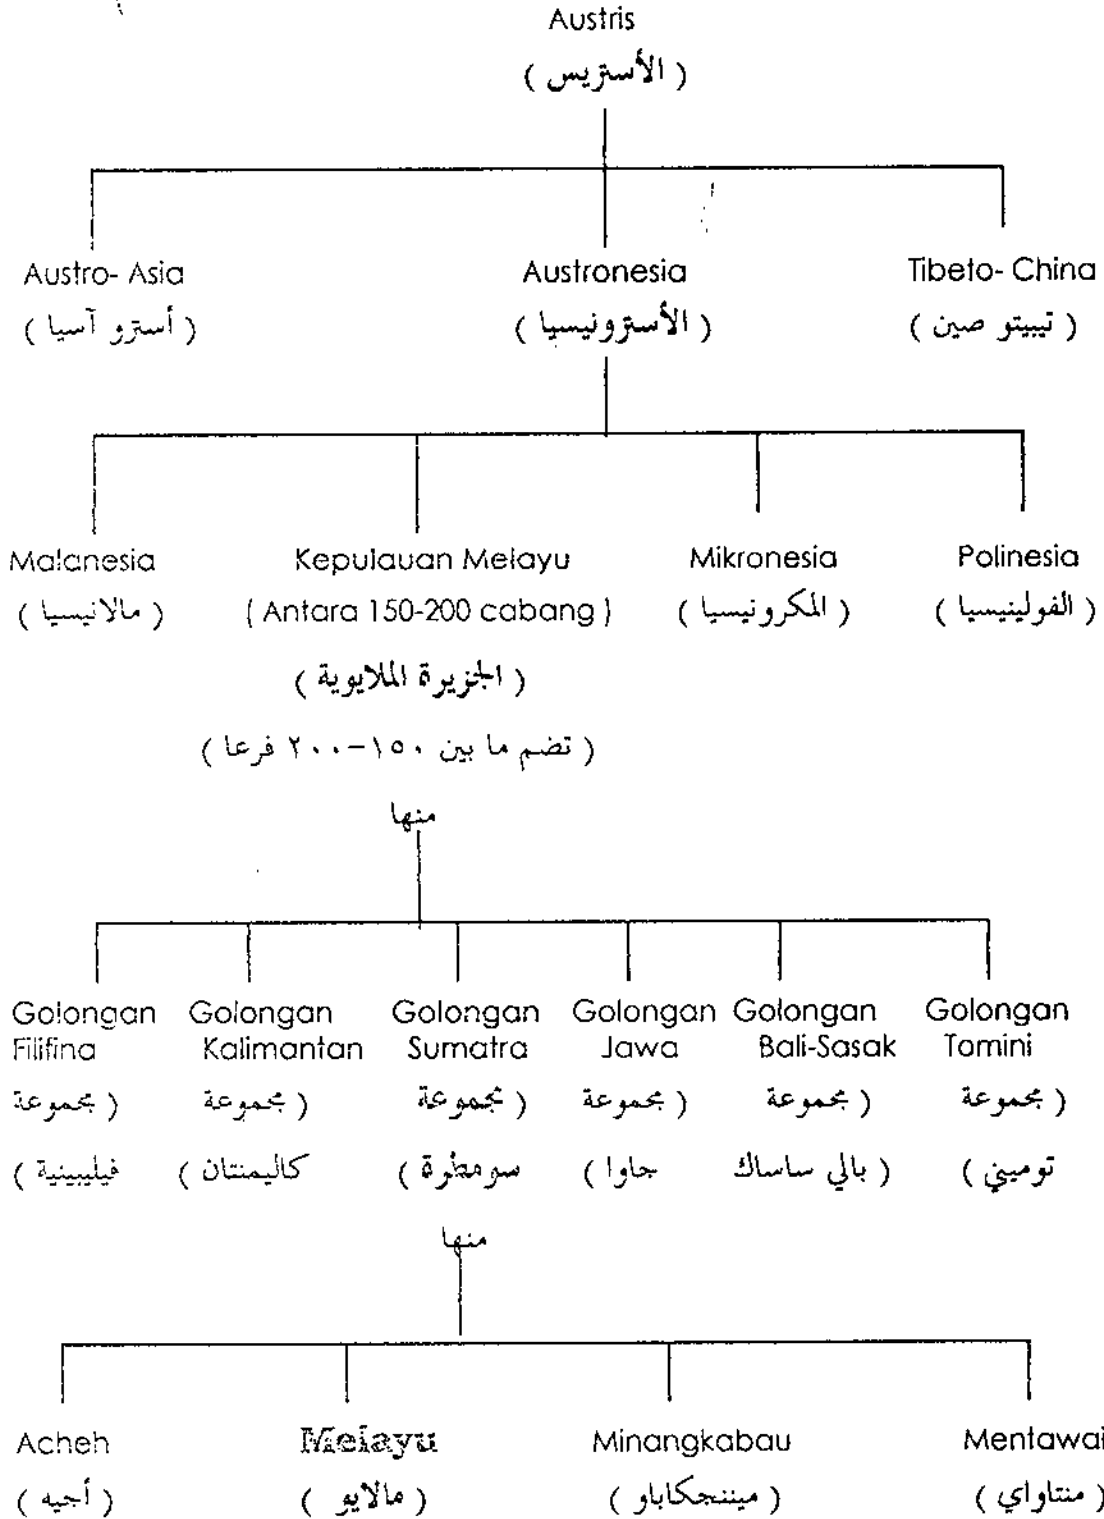 Austris
( الأستريس )
Austro- Asia Austronesia Tibeto- China
( أسترو آسيا ) ( الأسترونيسيا ) ( تيبيتو صين )
Malanesia Kepulauan Melayu Mikronesia Polinesia
( مالانيسيا ) ( Antara 150-200 cabang ) ( المكرونيسيا ) ( الفولينيسيا )
( الجزيرة الملايوية )
( تضم ما بين ١٥٠-٢٠٠ فرعا )
منها
Golongan Golongan Golongan Golongan Golongan Golongan
Filifina Kalimantan Sumatra Jawa Bali-Sasak Tomini
( مجموعة ( مجموعة ( مجموعة ( مجموعة ( مجموعة ) ( مجموعة
فيليبينية ) كاليمنتان ) سومطرة ) جاوا ) ( بالي ساساك توميني )
منها
Acheh Melayu Minangkabau Mentawai
( أجيه ) ( مالايو ) ( ميننجكاباو ) ( منتاواي )